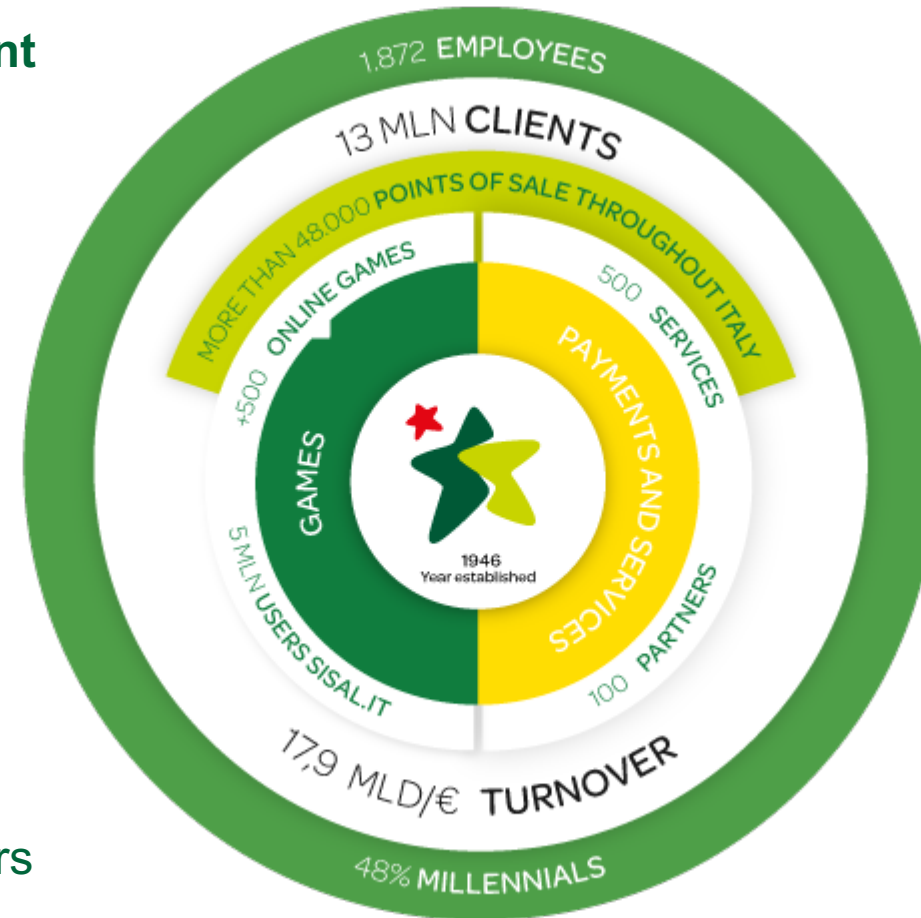 nt
1.872 EMPLOYEES
13 MLN CLIENTS
MORE THAN 48.000 POINTS OF SALE THROUGHOUT ITALY
+500 ONLINE GAMES
500 SERVICES
GAMES
PAYMENTS AND SERVICES
1946
Year established
5 MLN USERS SISAL.IT
100 PARTNERS
17,9 MLD/€ TURNOVER
rs
48% MILLENNIALS